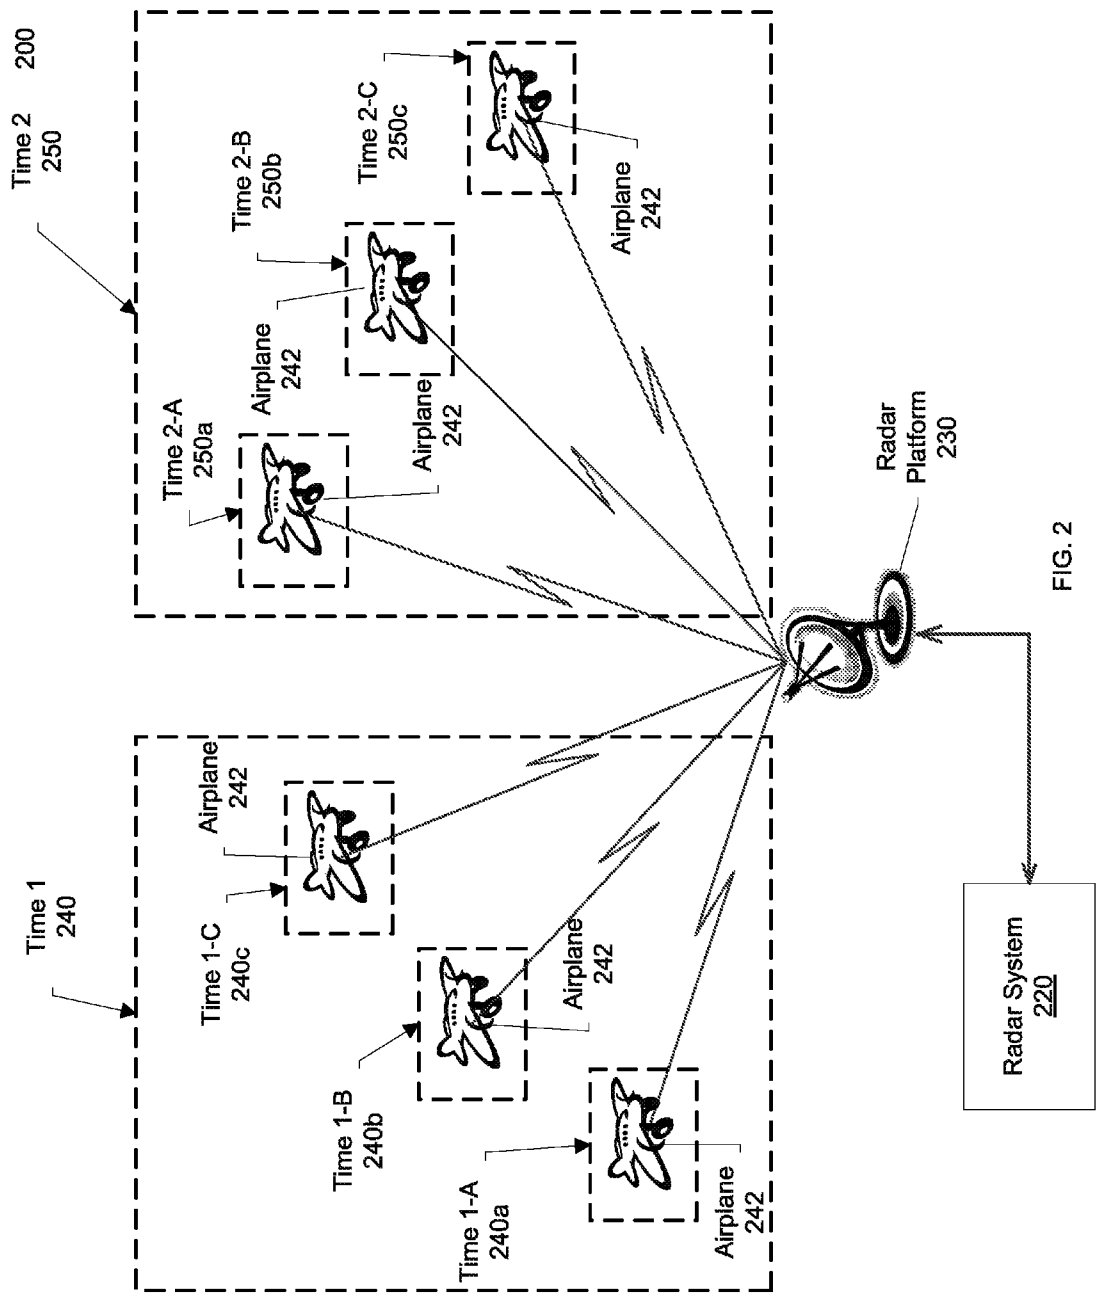 200
Time 1
240
Time 2
250
Time 1-A
240a
Airplane
242
Time 1-B
240b
Airplane
242
Time 1-C
240c
Airplane
242
Time 2-A
250a
Airplane
242
Time 2-B
250b
Airplane
242
Time 2-C
250c
Airplane
242
Radar
Platform
230
Radar System
220
FIG. 2